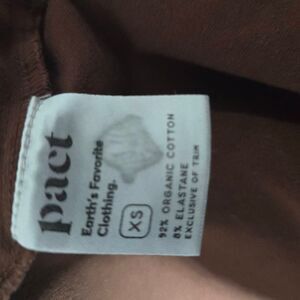 pact
Earth's Favorite
Clothing.
XS
92% ORGANIC COTTON
8% ELASTANE
EXCLUSIVE OF TRIM